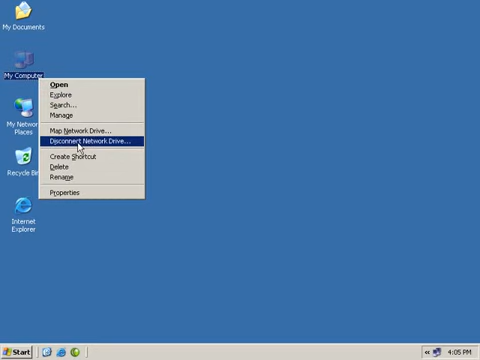 My Documents
My Computer
Open
Explore
Search...
Manage
Map Network Drive...
Disconnect Network Drive...
Create Shortcut
Delete
Rename
Properties
My Network
Places
Recycle Bin
Internet
Explorer
Start
4:05 PM